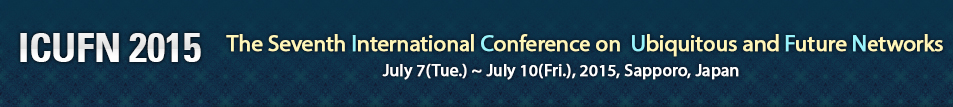 ICUFN 2015
The Seventh International Conference on Ubiquitous and Future Networks
July 7(Tue.) ~ July 10(Fri.), 2015, Sapporo, Japan